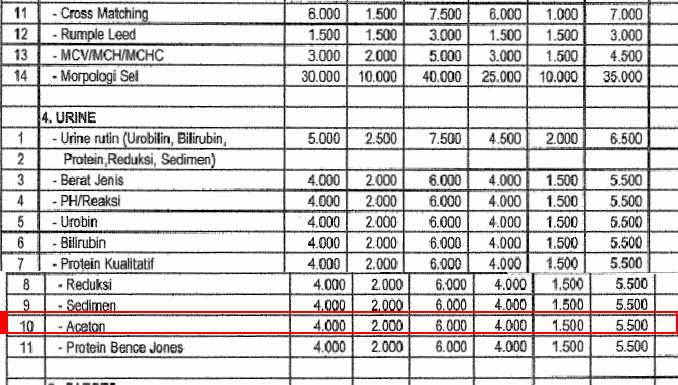 11 - Cross Matching 6.000 1.500 7.500 6.000 1.000 7.000
12 - Rumple Leed 1.500 1.500 3.000 1.500 1.500 3.000
13 - MCV/MCH/MCHC 3.000 2.000 5.000 3.000 1.500 4.500
14 - Morpologi Sel 30.000 10.000 40.000 25.000 10.000 35.000
4. URINE
1 - Urine rutin (Urobilin, Bilirubin, 5.000 2.500 7.500 4.500 2.000 6.500
2 Protein,Reduksi, Sedimen)
3 - Berat Jenis 4.000 2.000 6.000 4.000 1.500 5.500
4 - PH/Reaksi 4.000 2.000 6.000 4.000 1.500 5.500
5 - Urobin 4.000 2.000 6.000 4.000 1.500 5.500
6 - Bilirubin 4.000 2.000 6.000 4.000 1.500 5.500
7 - Protein Kualitatif 4.000 2.000 6.000 4.000 1.500 5.500
8 - Reduksi 4.000 2.000 6.000 4.000 1.500 5.500
9 - Sedimen 4.000 2.000 6.000 4.000 1.500 5.500
10 - Aceton 4.000 2.000 6.000 4.000 1.500 5.500
11 - Protein Bence Jones 4.000 2.000 6.000 4.000 1.500 5.500